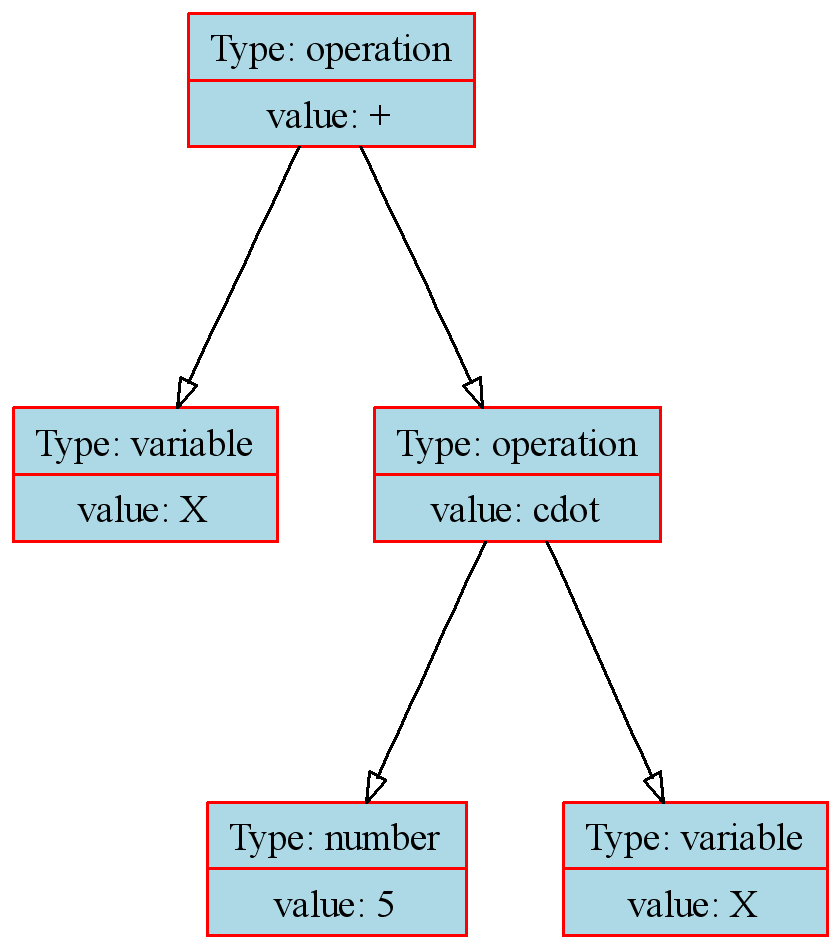 Type: operation
value: +
Type: variable
value: X
Type: operation
value: cdot
Type: number
value: 5
Type: variable
value: X